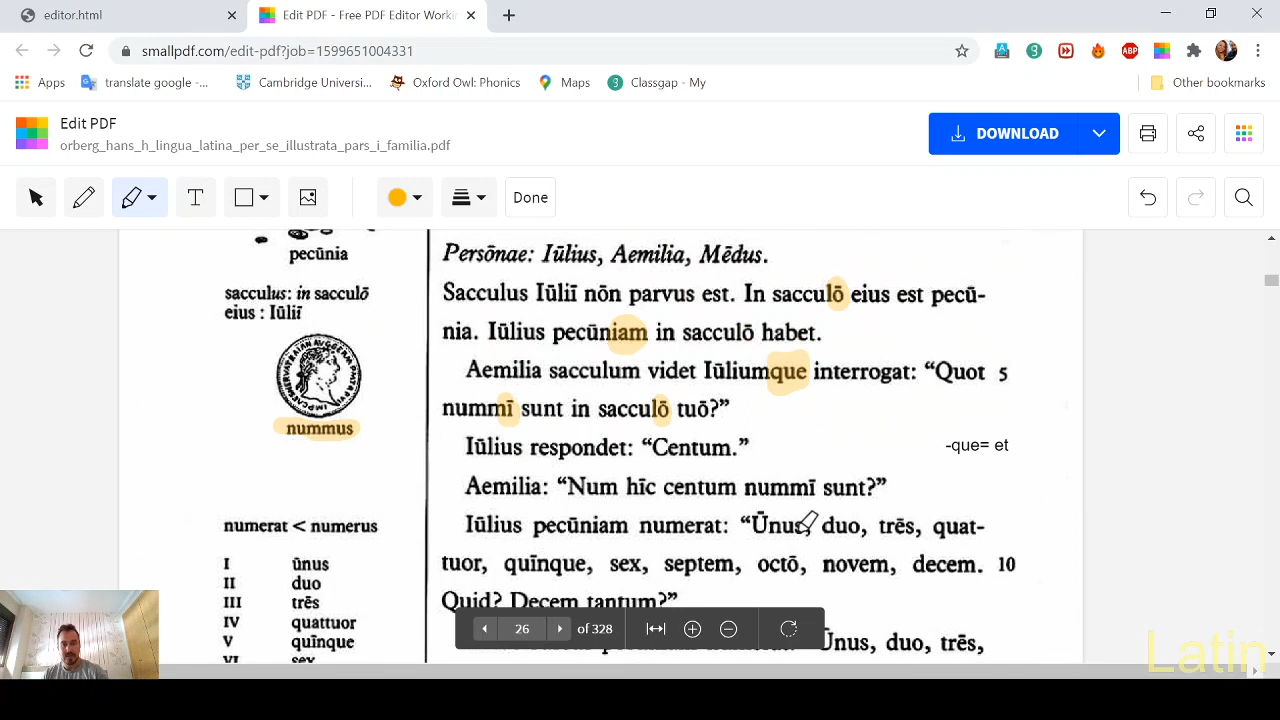 editor.html
Edit PDF - Free PDF Editor Workin
smallpdf.com/edit-pdf?job=1599651004331
Apps
translate google -...
Cambridge Universi...
Oxford Owl: Phonics
Maps
Classgap - My
Other bookmarks
Edit PDF
orberg_hans_h_lingua_latina_per_se_illustrata_pars_i_familia.pdf
DOWNLOAD
Done
pecūnia
sacculus: in sacculō
eius : Iūliī
nummus
numerat < numerus
I ūnus
II duo
III trēs
IV quattuor
V quīnque
VI sex
Persōnae: Iūlius, Aemilia, Mēdus.
Sacculus Iūliī nōn parvus est. In sacculō eius est pecū-
nia. Iūlius pecūniam in sacculō habet.
Aemilia sacculum videt Iūliumque interrogat: “Quot 5
nummī sunt in sacculō tuō?”
Iūlius respondet: “Centum.”
-que= et
Aemilia: “Num hīc centum nummī sunt?”
Iūlius pecūniam numerat: “Ūnus, duo, trēs, quat-
tuor, quīnque, sex, septem, octō, novem, decem. 10
Quid? Decem tantum?”
Ūnus, duo, trēs,
26 of 328
Latin